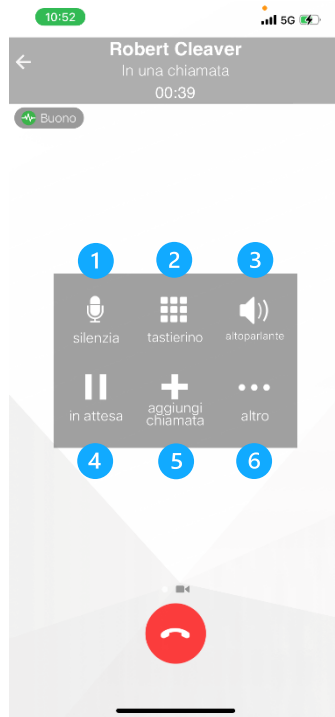 10:52
5G
Robert Cleaver
In una chiamata
00:39
Buono
1 2 3
silenzia tastierino altoparlante
in attesa aggiungi chiamata altro
4 5 6